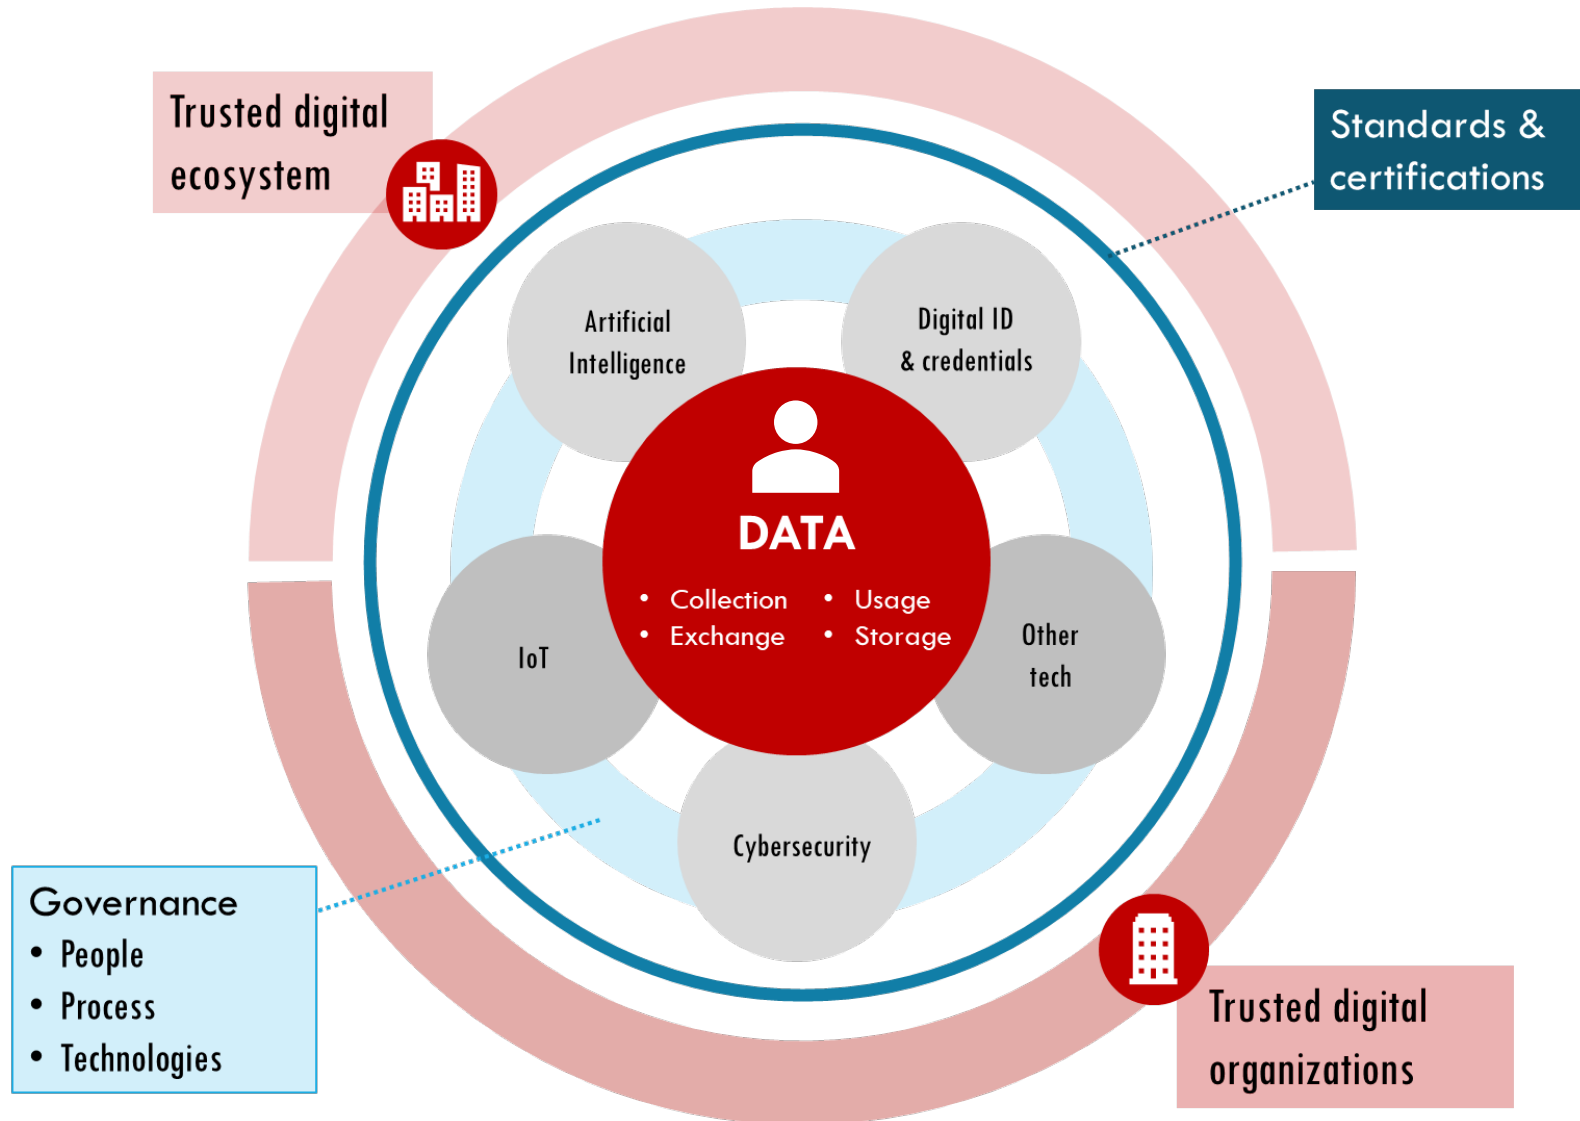 Trusted digital
ecosystem
Standards &
certifications
Artificial
Intelligence
Digital ID
& credentials
DATA
• Collection
• Exchange
• Usage
• Storage
IoT
Other
tech
Cybersecurity
Governance
• People
• Process
• Technologies
Trusted digital
organizations